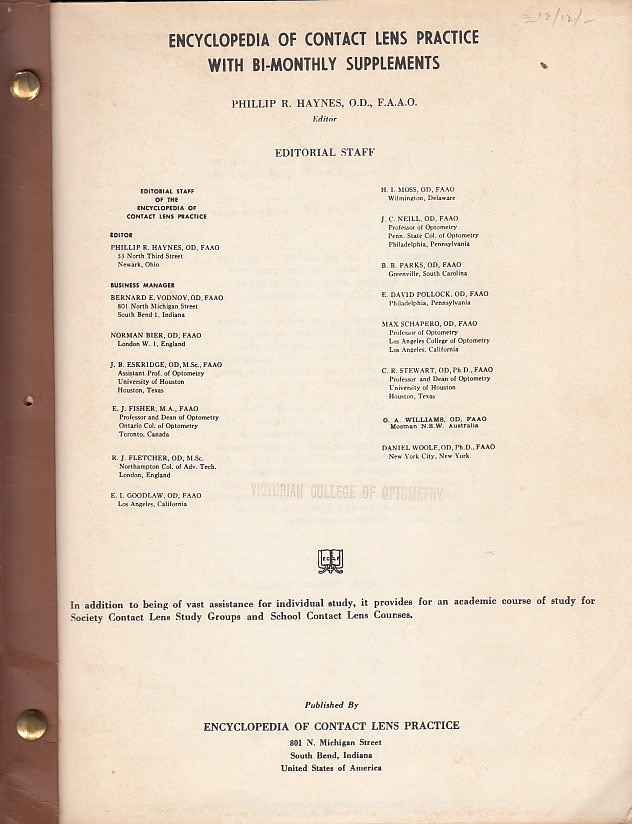 ENCYCLOPEDIA OF CONTACT LENS PRACTICE
WITH BI-MONTHLY SUPPLEMENTS
PHILLIP R. HAYNES, O.D., F.A.A.O.
Editor
EDITORIAL STAFF
EDITORIAL STAFF
OF THE
ENCYCLOPEDIA OF
CONTACT LENS PRACTICE
EDITOR
PHILLIP R. HAYNES, OD, FAAO
53 North Third Street
Newark, Ohio
BUSINESS MANAGER
BERNARD E. VODNOY, OD, FAAO
801 North Michigan Street
South Bend 1, Indiana
NORMAN BIER, OD, FAAO
London W. 1, England
J. B. ESKRIDGE, OD, M.Sc., FAAO
Assistant Prof. of Optometry
University of Houston
Houston, Texas
E. J. FISHER, M.A., FAAO
Professor and Dean of Optometry
Ontario Col. of Optometry
Toronto, Canada
R. J. FLETCHER, OD, M.Sc.
Northampton Col. of Adv. Tech.
London, England
E. I. GOODLAW, OD, FAAO
Los Angeles, California
H. I. MOSS, OD, FAAO
Wilmington, Delaware
J. C. NEILL, OD, FAAO
Professor of Optometry
Penn. State Col. of Optometry
Philadelphia, Pennsylvania
B. B. PARKS, OD, FAAO
Greenville, South Carolina
E. DAVID POLLOCK, OD, FAAO
Philadelphia, Pennsylvania
MAX SCHAPERO, OD, FAAO
Professor of Optometry
Los Angeles College of Optometry
Los Angeles, California
C. R. STEWART, OD, Ph.D., FAAO
Professor and Dean of Optometry
University of Houston
Houston, Texas
O. A. WILLIAMS, OD, FAAO
Mosman N.S.W. Australia
DANIEL WOOLF, OD, Ph.D., FAAO
New York City, New York
VICTORIAN COLLEGE OF OPTOMETRY
In addition to being of vast assistance for individual study, it provides for an academic course of study for
Society Contact Lens Study Groups and School Contact Lens Courses.
Published By
ENCYCLOPEDIA OF CONTACT LENS PRACTICE
801 N. Michigan Street
South Bend, Indiana
United States of America